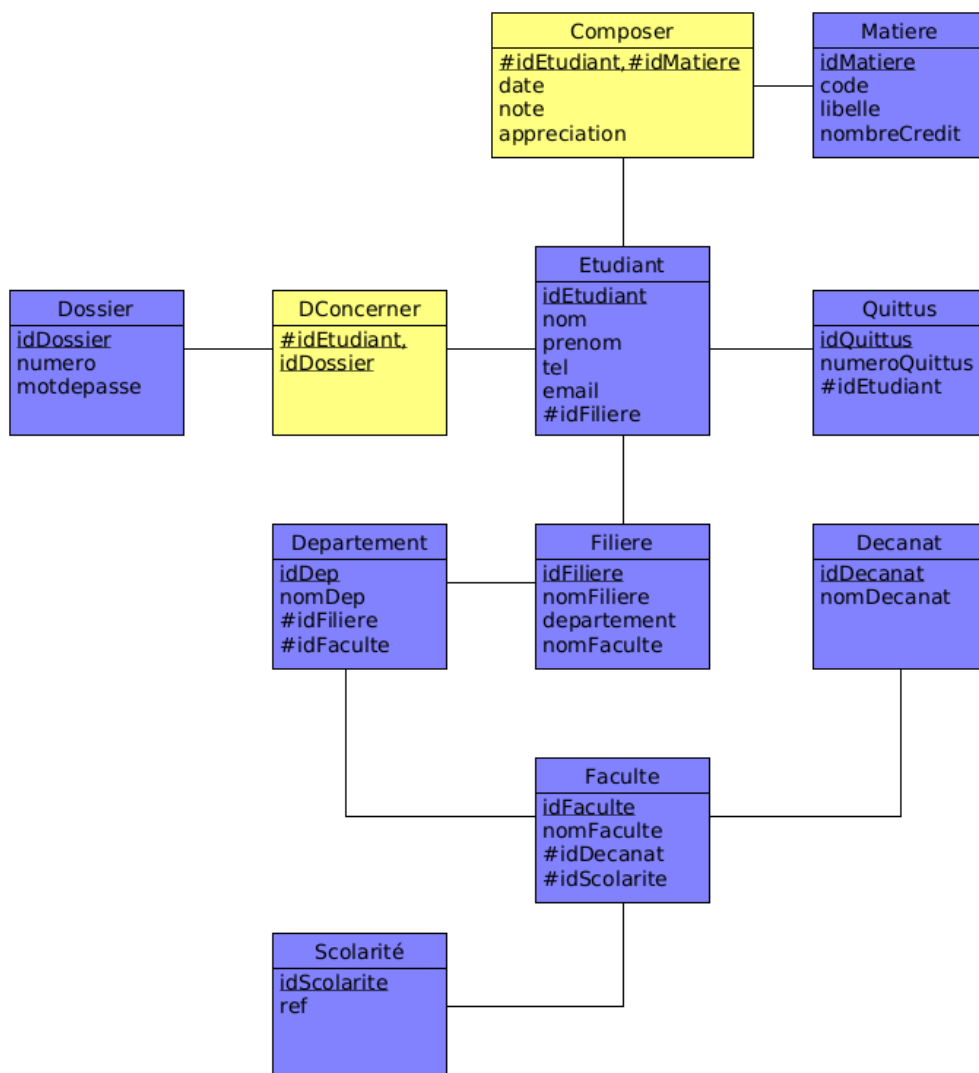 Composer
#idEtudiant,#idMatiere
date
note
appreciation
Matiere
idMatiere
code
libelle
nombreCredit
Dossier
idDossier
numero
motdepasse
DConcerner
#idEtudiant,
idDossier
Etudiant
idEtudiant
nom
prenom
tel
email
#idFiliere
Quittus
idQuittus
numeroQuittus
#idEtudiant
Departement
idDep
nomDep
#idFiliere
#idFaculte
Filiere
idFiliere
nomFiliere
departement
nomFaculte
Decanat
idDecanat
nomDecanat
Faculte
idFaculte
nomFaculte
#idDecanat
#idScolarite
Scolarité
idScolarite
ref